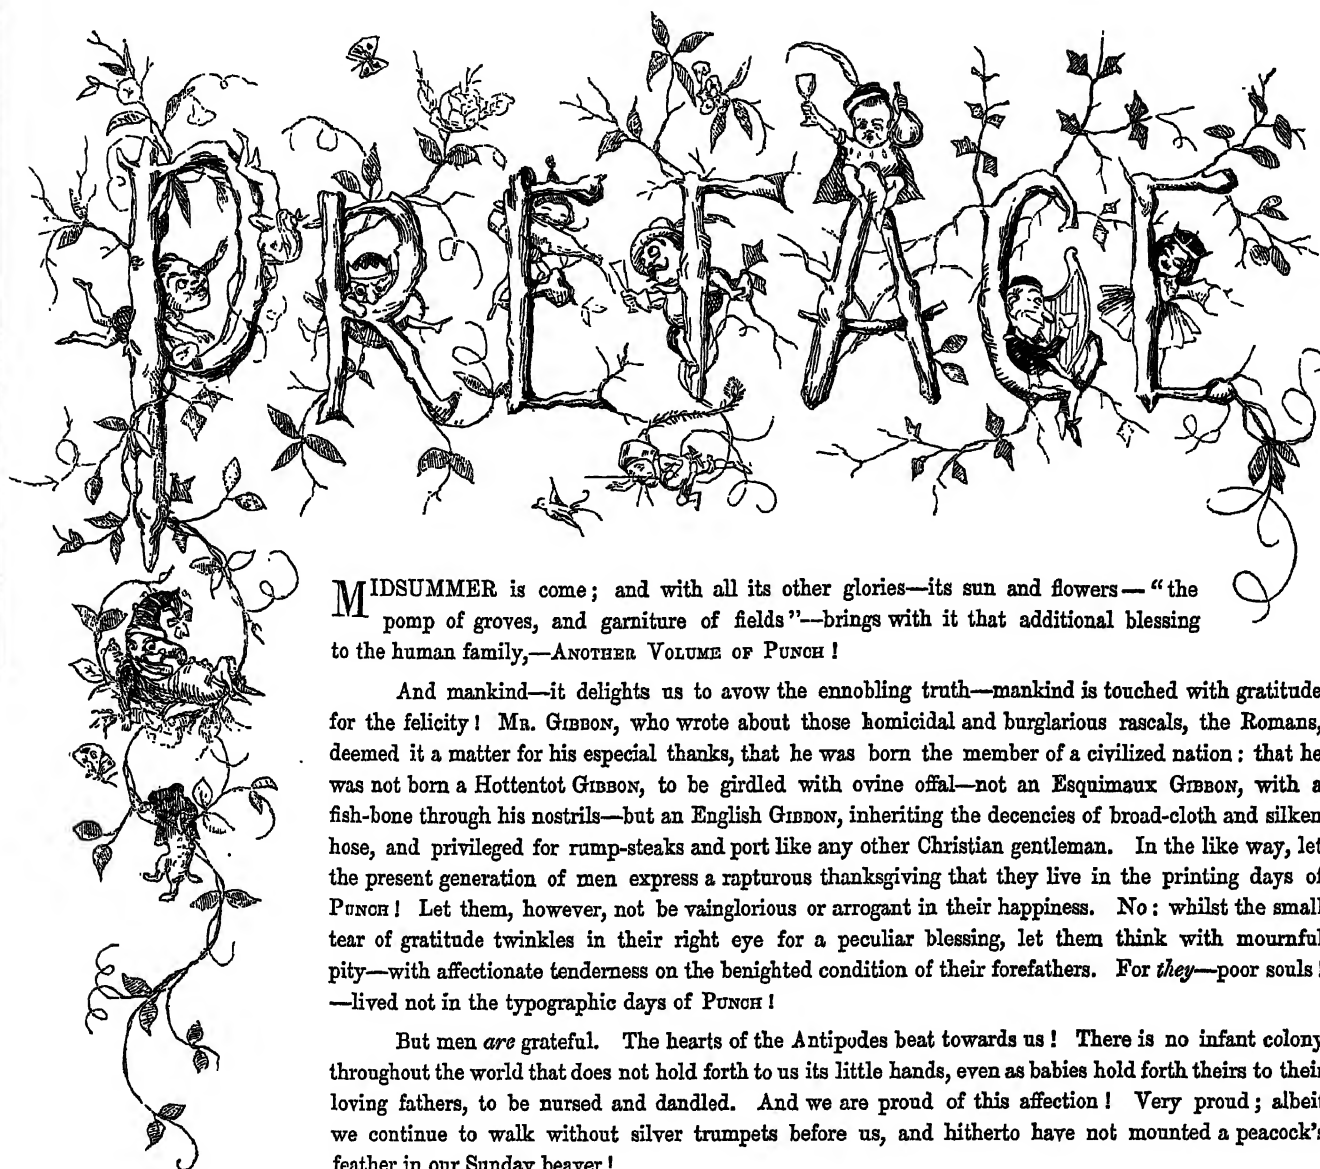 PREFACE
MIDSUMMER is come; and with all its other glories—its sun and flowers—“the
pomp of groves, and garniture of fields”—brings with it that additional blessing
to the human family,—ANOTHER VOLUME OF PUNCH!
And mankind—it delights us to avow the ennobling truth—mankind is touched with gratitude
for the felicity! MR. GIBBON, who wrote about those homicidal and burglarious rascals, the Romans,
deemed it a matter for his especial thanks, that he was born the member of a civilized nation: that he
was not born a Hottentot GIBBON, to be girdled with ovine offal—not an Esquimaux GIBBON, with a
fish-bone through his nostrils—but an English GIBBON, inheriting the decencies of broad-cloth and silken
hose, and privileged for rump-steaks and port like any other Christian gentleman. In the like way, let
the present generation of men express a rapturous thanksgiving that they live in the printing days of
PUNCH! Let them, however, not be vainglorious or arrogant in their happiness. No: whilst the small
tear of gratitude twinkles in their right eye for a peculiar blessing, let them think with mournful
pity—with affectionate tenderness on the benighted condition of their forefathers. For they—poor souls!
—lived not in the typographic days of PUNCH!
But men are grateful. The hearts of the Antipodes beat towards us! There is no infant colony
throughout the world that does not hold forth to us its little hands, even as babies hold forth theirs to their
loving fathers, to be nursed and dandled. And we are proud of this affection! Very proud; albeit
we continue to walk without silver trumpets before us, and hitherto have not mounted a peacock's
feather in our Sunday beaver!